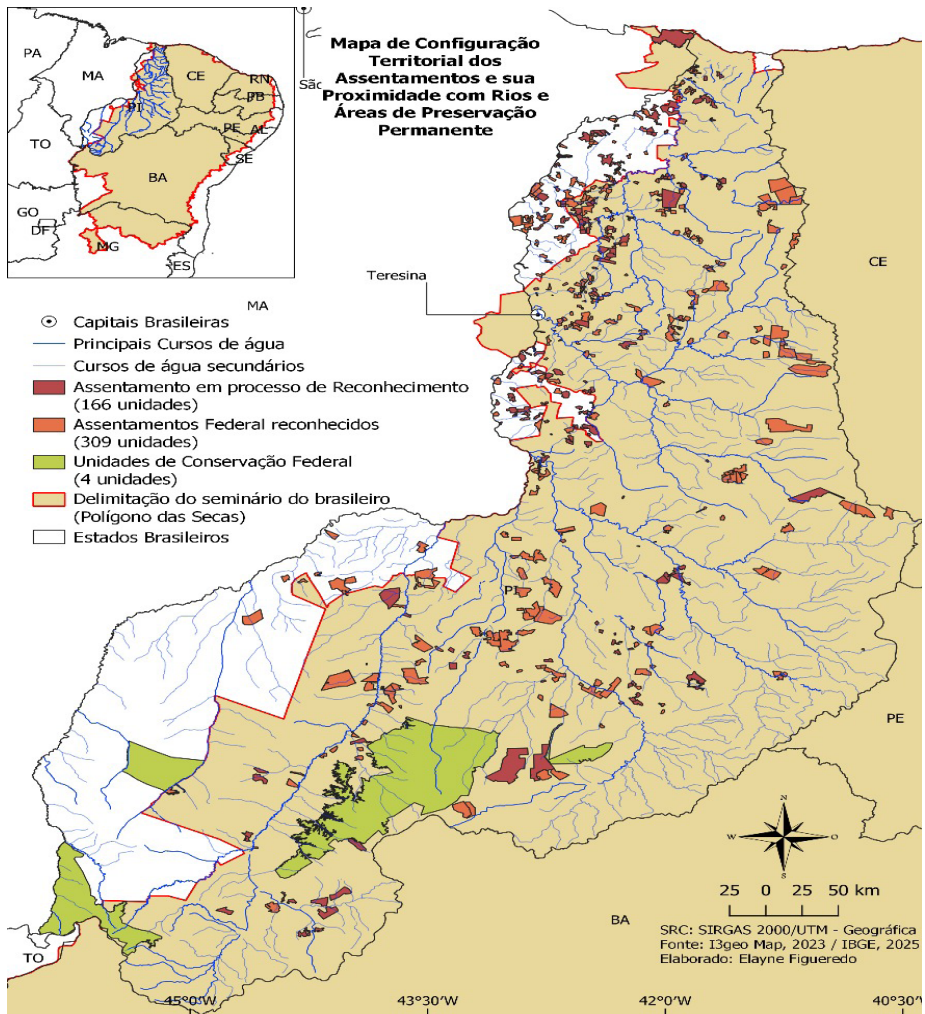 PA
MA
CE
RN
PB
PI
PE
AL
SE
TO
BA
GO
DF
MG
ES
Sãc
Mapa de Configuração
Territorial dos
Assentamentos e sua
Proximidade com Rios e
Áreas de Preservação
Permanente
Teresina
CE
MA
Capitais Brasileiras
Principais Cursos de água
Cursos de água secundários
Assentamento em processo de Reconhecimento
(166 unidades)
Assentamentos Federal reconhecidos
(309 unidades)
Unidades de Conservação Federal
(4 unidades)
Delimitação do seminário do brasileiro
(Polígono das Secas)
Estados Brasileiros
PI
PE
N
W
O
S
25 0 25 50 km
BA
SRC: SIRGAS 2000/UTM - Geográfica
Fonte: I3geo Map, 2023 / IBGE, 2025
Elaborado: Elayne Figueredo
TO
45°0'W 43°30'W 42°0'W 40°30'W